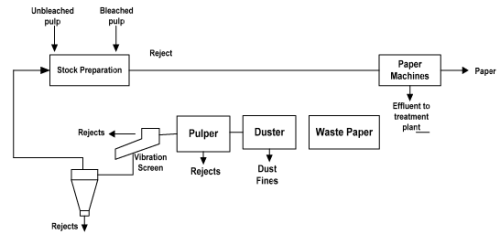 Unbleached
pulp
Bleached
pulp
Stock Preparation
Reject
Paper
Machines
Paper
Effluent to
treatment
plant
Rejects
Vibration
Screen
Pulper
Rejects
Duster
Dust
Fines
Waste Paper
Rejects